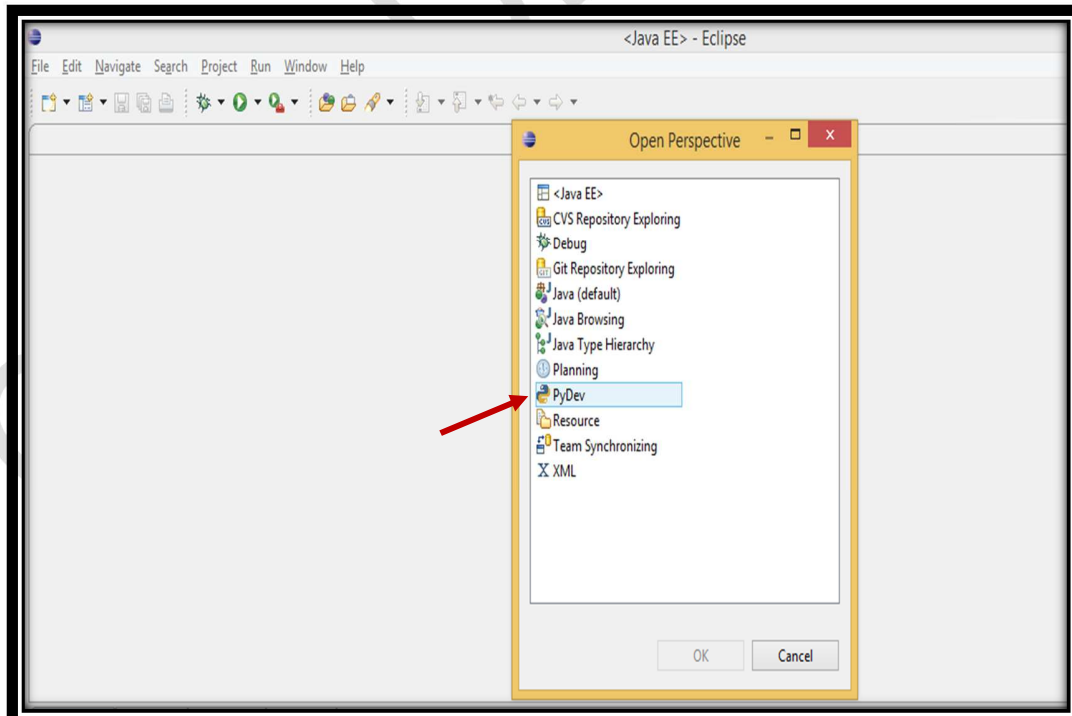 <Java EE> - Eclipse
File Edit Navigate Search Project Run Window Help
Open Perspective
<Java EE>
CVS Repository Exploring
Debug
Git Repository Exploring
Java (default)
Java Browsing
Java Type Hierarchy
Planning
PyDev
Resource
Team Synchronizing
X XML
OK Cancel